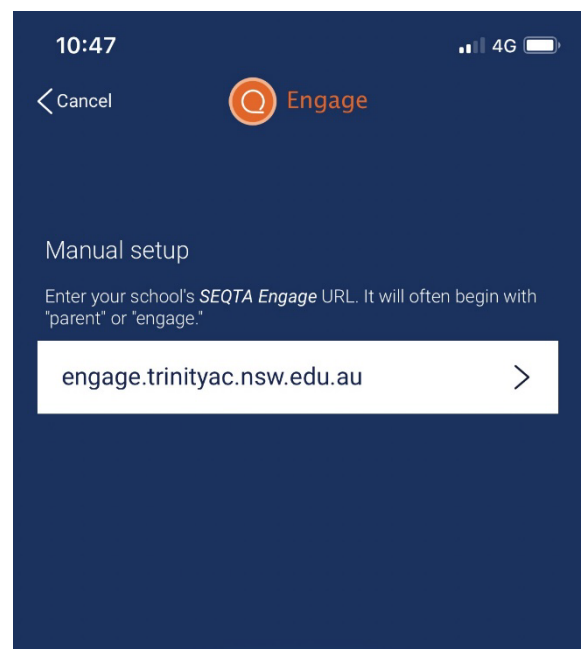 10:47 4G
Cancel Engage
Manual setup
Enter your school's SEQTA Engage URL. It will often begin with
"parent" or "engage."
engage.trinityac.nsw.edu.au